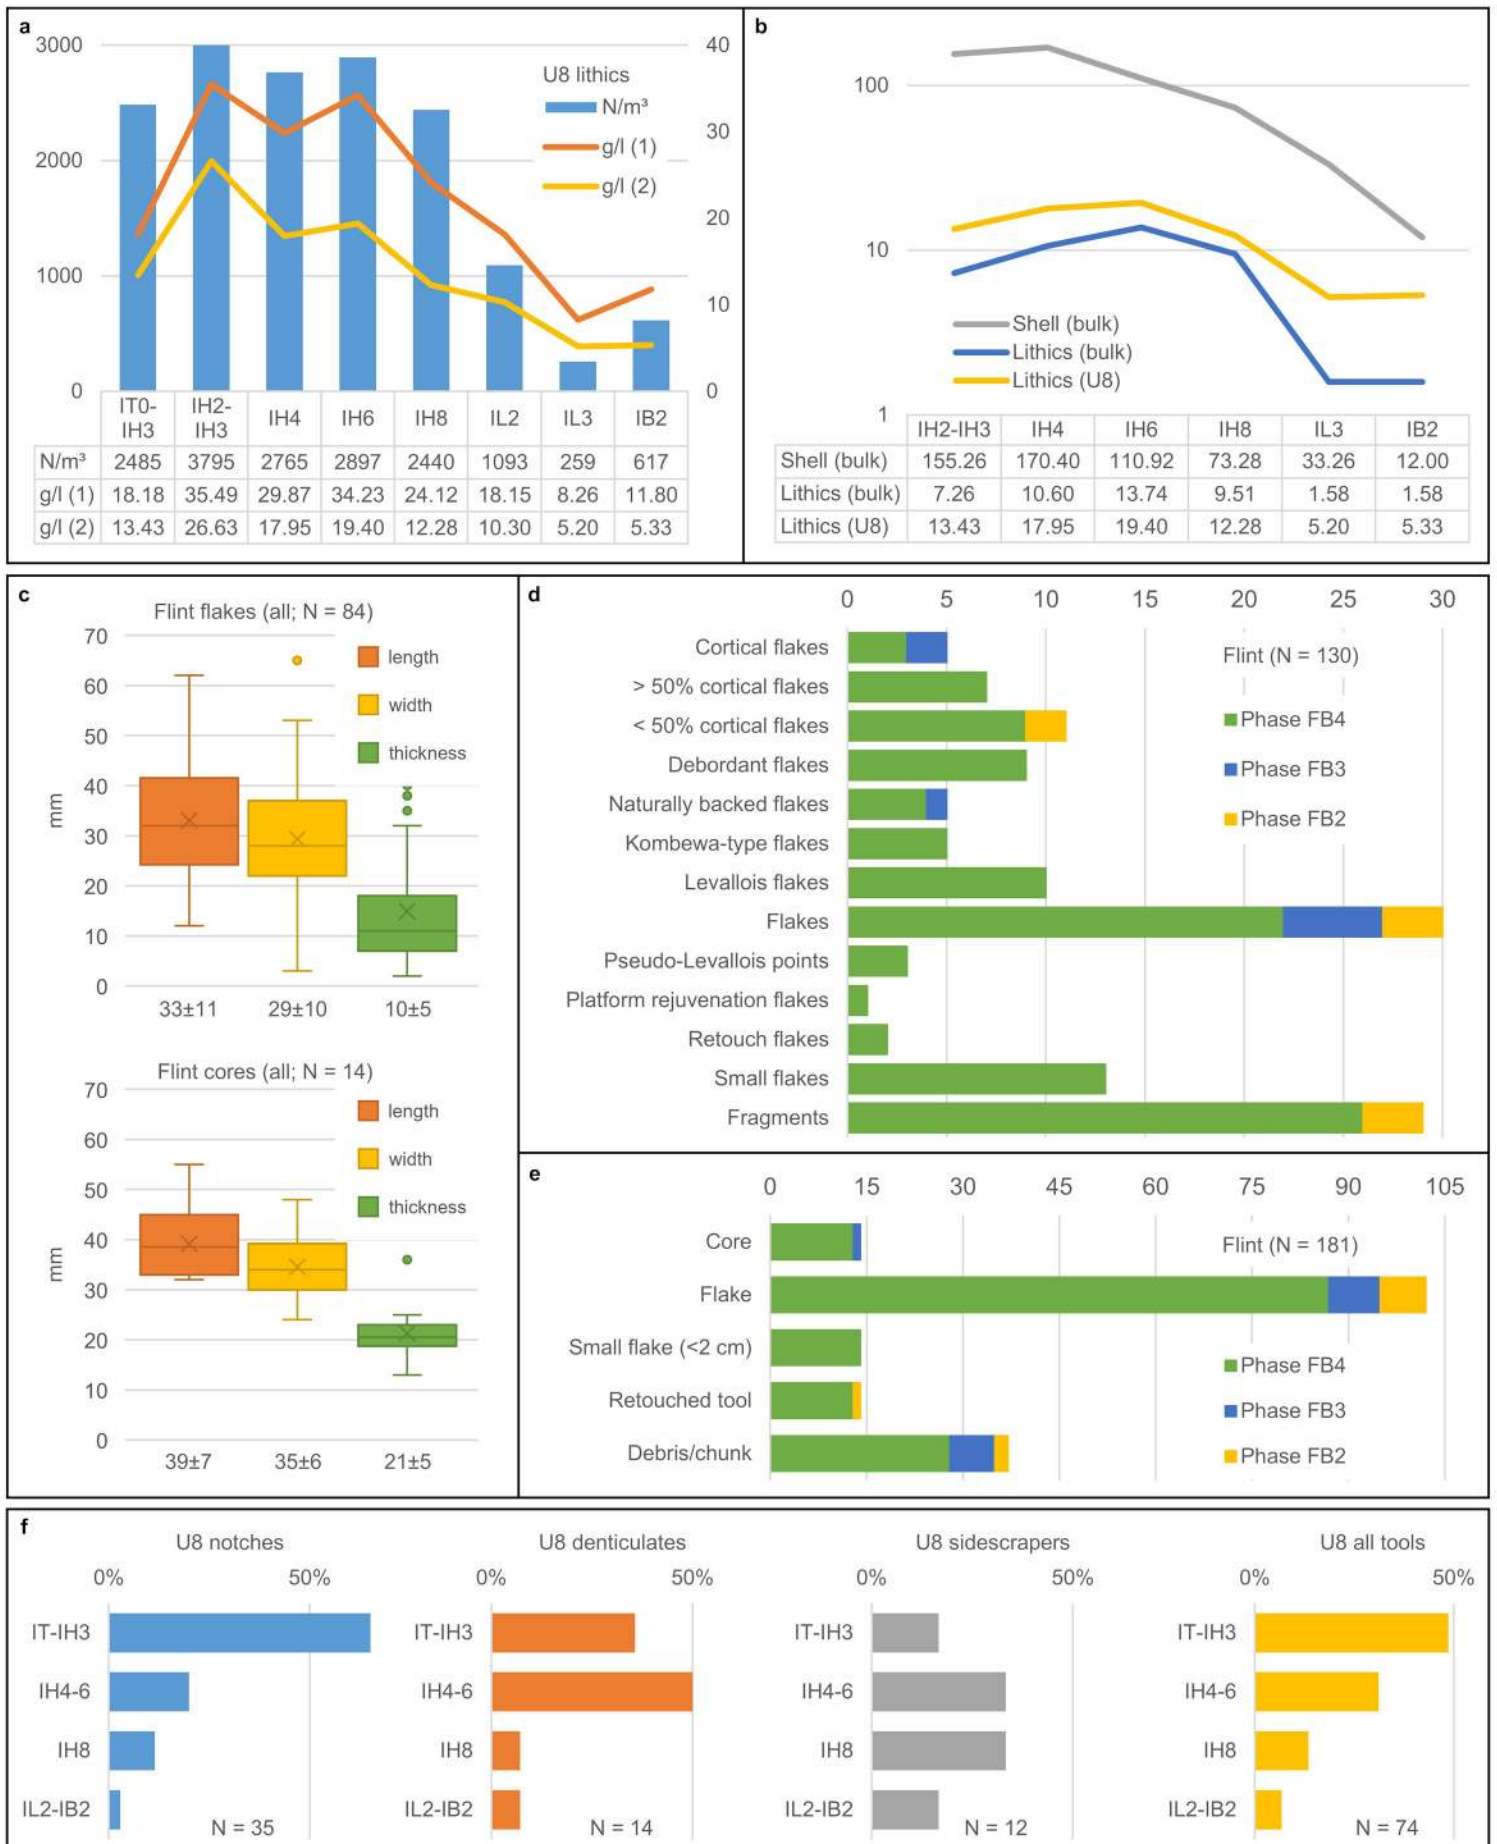 a
3000
2000
1000
0
40
30
20
10
0
U8 lithics
N/m³
g/l (1)
g/l (2)
IT0-IH3 IH2-IH3 IH4 IH6 IH8 IL2 IL3 IB2
N/m³ 2485 3795 2765 2897 2440 1093 259 617
g/l (1) 18.18 35.49 29.87 34.23 24.12 18.15 8.26 11.80
g/l (2) 13.43 26.63 17.95 19.40 12.28 10.30 5.20 5.33
b
100
10
1
Shell (bulk)
Lithics (bulk)
Lithics (U8)
IH2-IH3 IH4 IH6 IH8 IL3 IB2
Shell (bulk) 155.26 170.40 110.92 73.28 33.26 12.00
Lithics (bulk) 7.26 10.60 13.74 9.51 1.58 1.58
Lithics (U8) 13.43 17.95 19.40 12.28 5.20 5.33
c
Flint flakes (all; N = 84)
70
60
50
40
30
20
10
0
mm
length
width
thickness
33±11 29±10 10±5
Flint cores (all; N = 14)
70
60
50
40
30
20
10
0
mm
length
width
thickness
39±7 35±6 21±5
d
0 5 10 15 20 25 30
Cortical flakes
> 50% cortical flakes
< 50% cortical flakes
Debordant flakes
Naturally backed flakes
Kombewa-type flakes
Levallois flakes
Flakes
Pseudo-Levallois points
Platform rejuvenation flakes
Retouch flakes
Small flakes
Fragments
Flint (N = 130)
Phase FB4
Phase FB3
Phase FB2
e
0 15 30 45 60 75 90 105
Core
Flake
Small flake (<2 cm)
Retouched tool
Debris/chunk
Flint (N = 181)
Phase FB4
Phase FB3
Phase FB2
f
U8 notches
0% 50%
IT-IH3
IH4-6
IH8
IL2-IB2
N = 35
U8 denticulates
0% 50%
IT-IH3
IH4-6
IH8
IL2-IB2
N = 14
U8 sidescrapers
0% 50%
IT-IH3
IH4-6
IH8
IL2-IB2
N = 12
U8 all tools
0% 50%
IT-IH3
IH4-6
IH8
IL2-IB2
N = 74